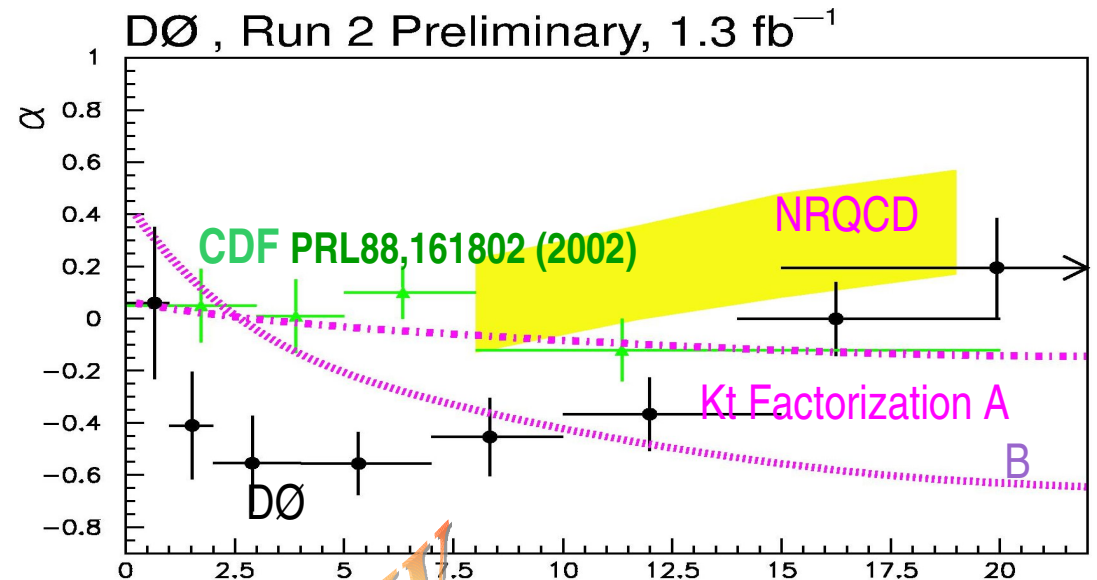 DØ , Run 2 Preliminary, 1.3 fb⁻¹
α
1
0.8
0.6
0.4
0.2
0
−0.2
−0.4
−0.6
−0.8
NRQCD
CDF PRL88,161802 (2002)
Kt Factorization A
B
DØ
0 2.5 5 7.5 10 12.5 15 17.5 20